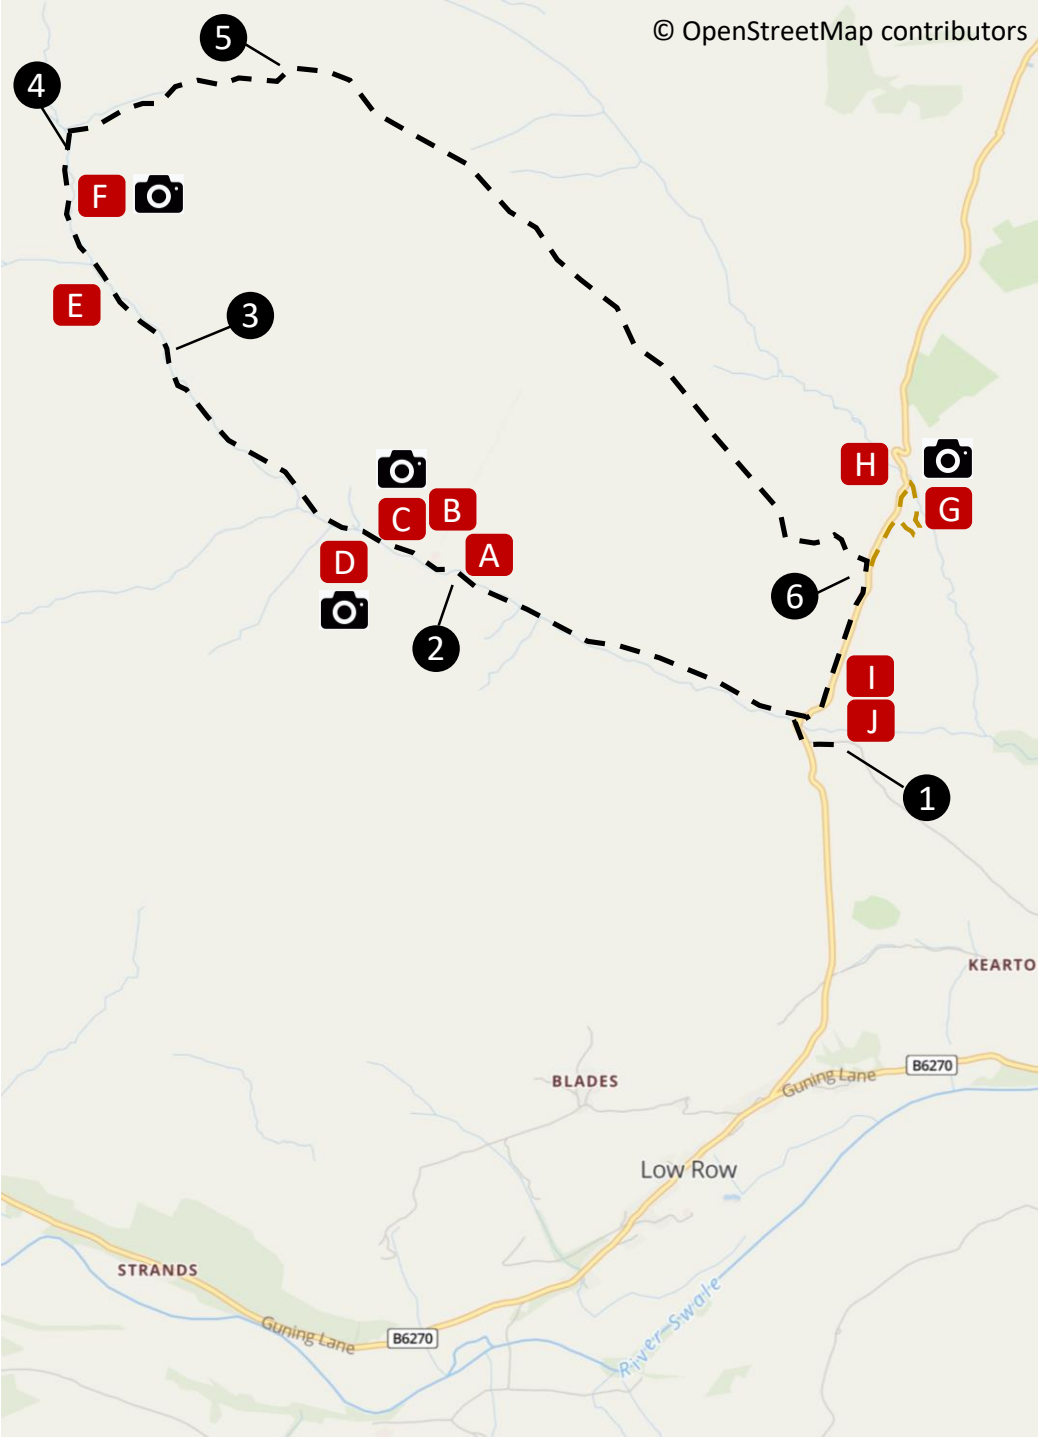 © OpenStreetMap contributors
5
4
F
E
3
H
B
C
G
A
D
6
2
I
J
1
KEARTO
B6270
Guning Lane
BLADES
Low Row
STRANDS
Guning Lane
B6270
River Swale